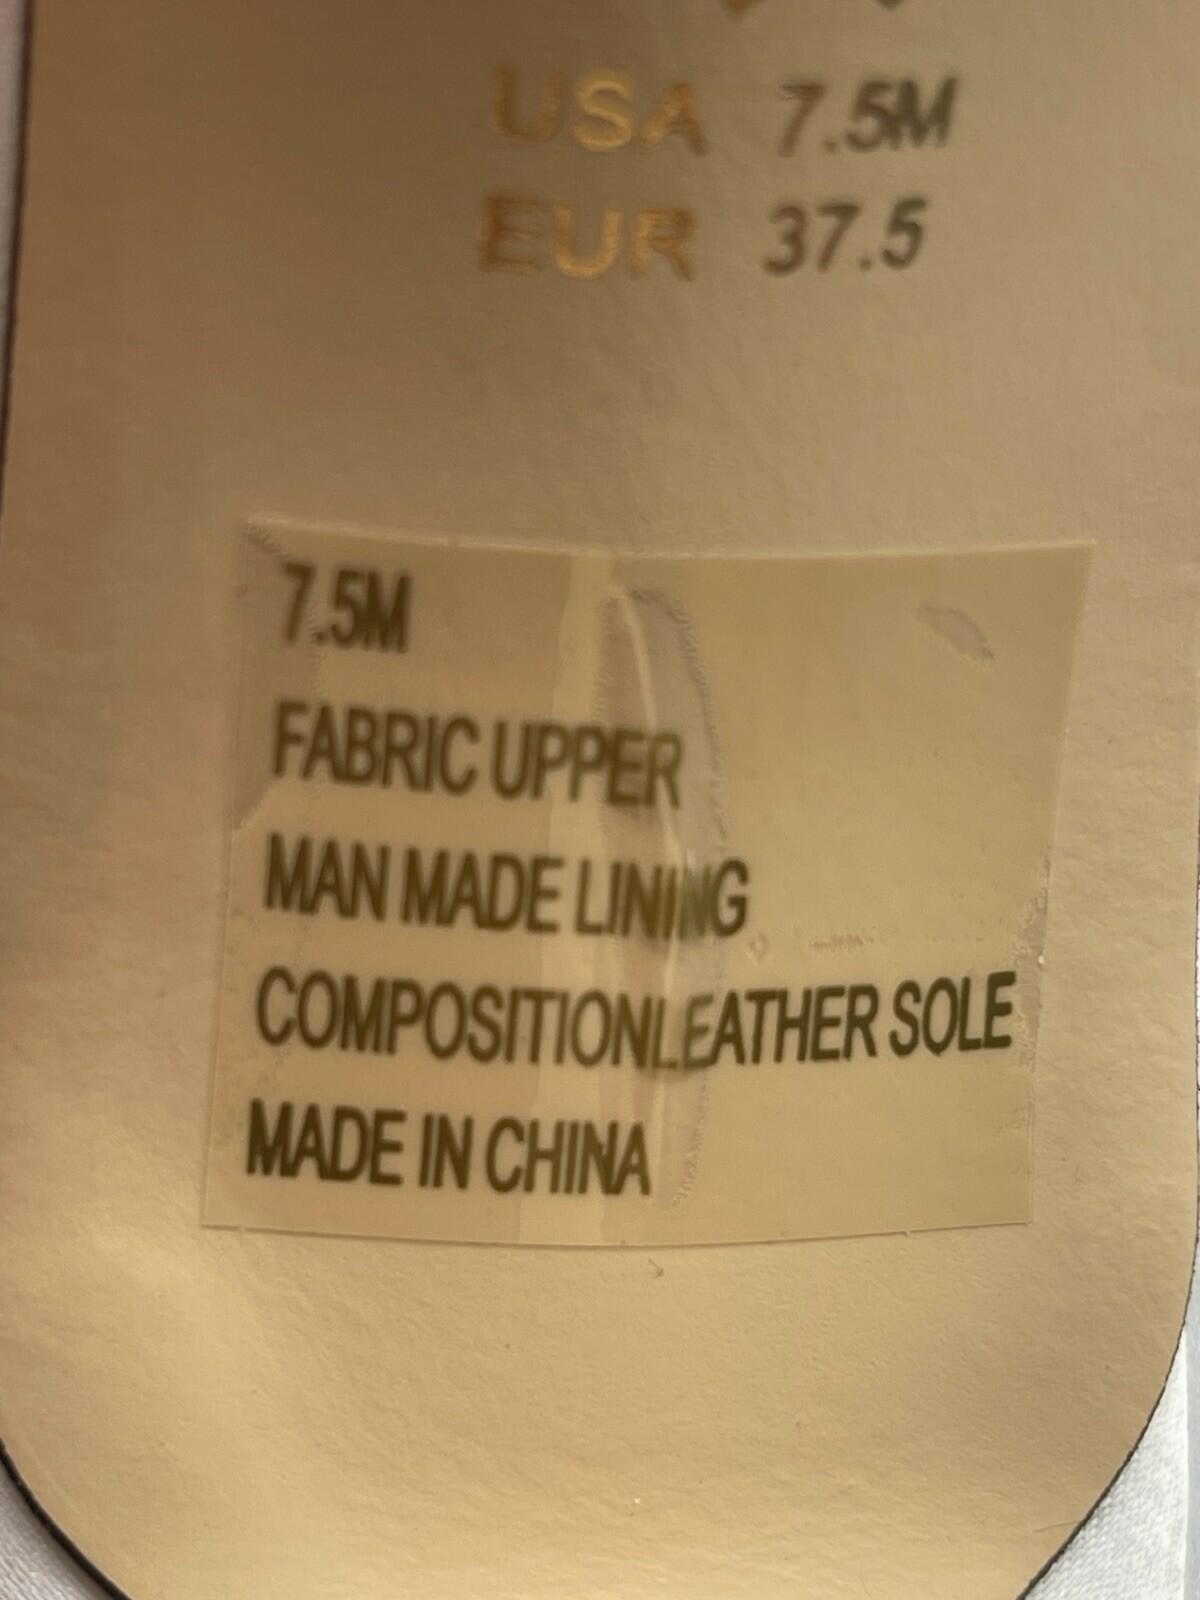 USA 7.5M
EUR 37.5
7.5M
FABRIC UPPER
MAN MADE LINING
COMPOSITIONLEATHER SOLE
MADE IN CHINA